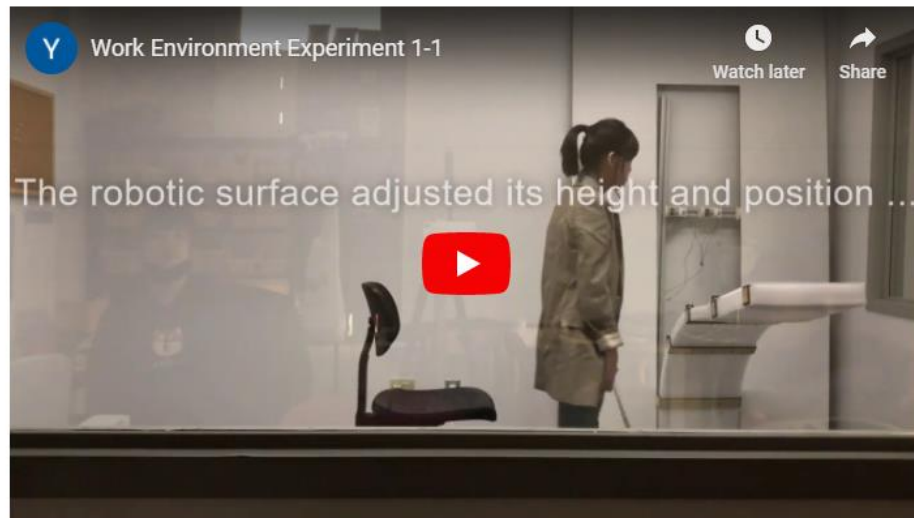 Y
Work Environment Experiment 1-1
Watch later
Share
The robotic surface adjusted its height and position ...